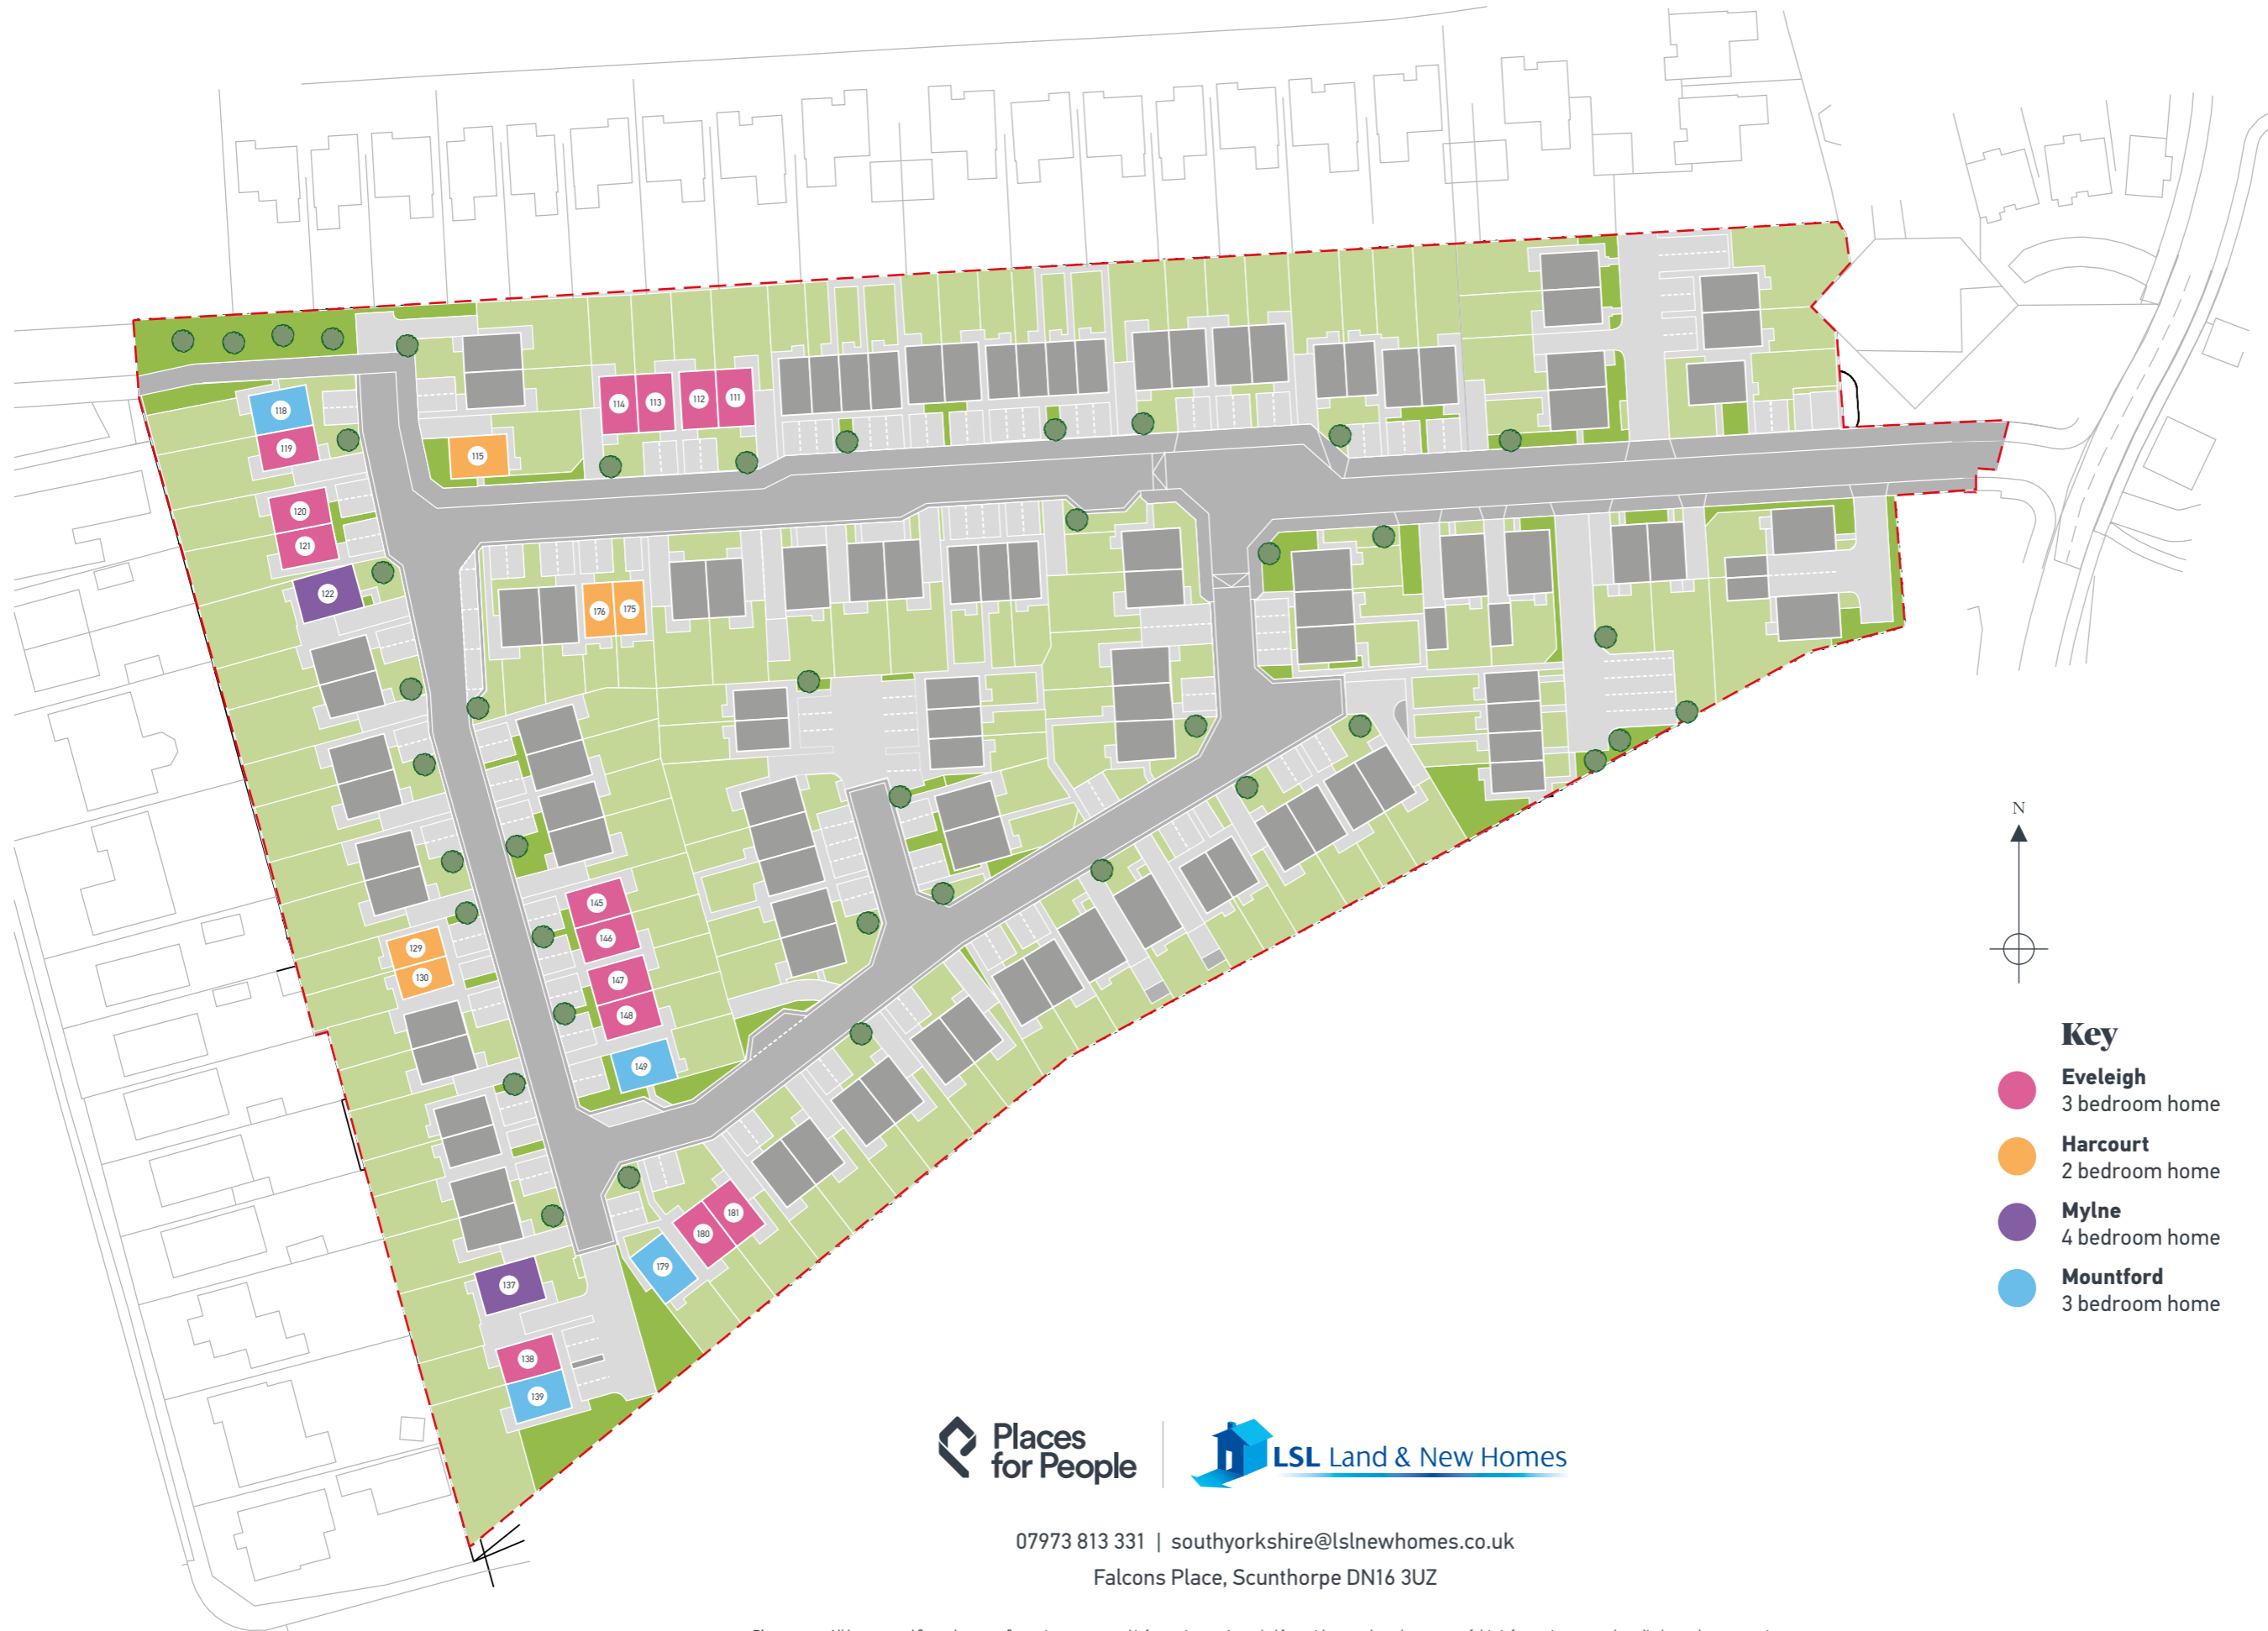 118
119
120
121
122
114
113
112
111
115
176
175
145
146
147
148
149
129
130
137
138
139
179
180
181
N
Key
Eveleigh
3 bedroom home
Harcourt
2 bedroom home
Mylne
4 bedroom home
Mountford
3 bedroom home
Places
for People
LSL Land & New Homes
07973 813 331 | southyorkshire@lslnewhomes.co.uk
Falcons Place, Scunthorpe DN16 3UZ